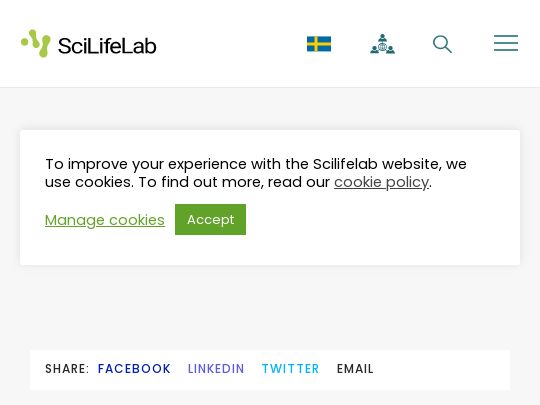 SciLifeLab
To improve your experience with the Scilifelab website, we
use cookies. To find out more, read our cookie policy.
Manage cookies Accept
SHARE: FACEBOOK LINKEDIN TWITTER EMAIL